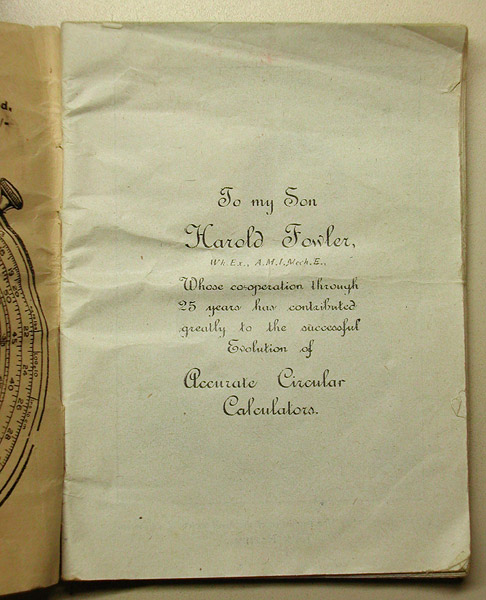 To my Son
Harold Fowler,
Wh.Ex., A.M.I.Mech.E.,
Whose co-operation through
25 years has contributed
greatly to the successful
Evolution of
Accurate Circular
Calculators.